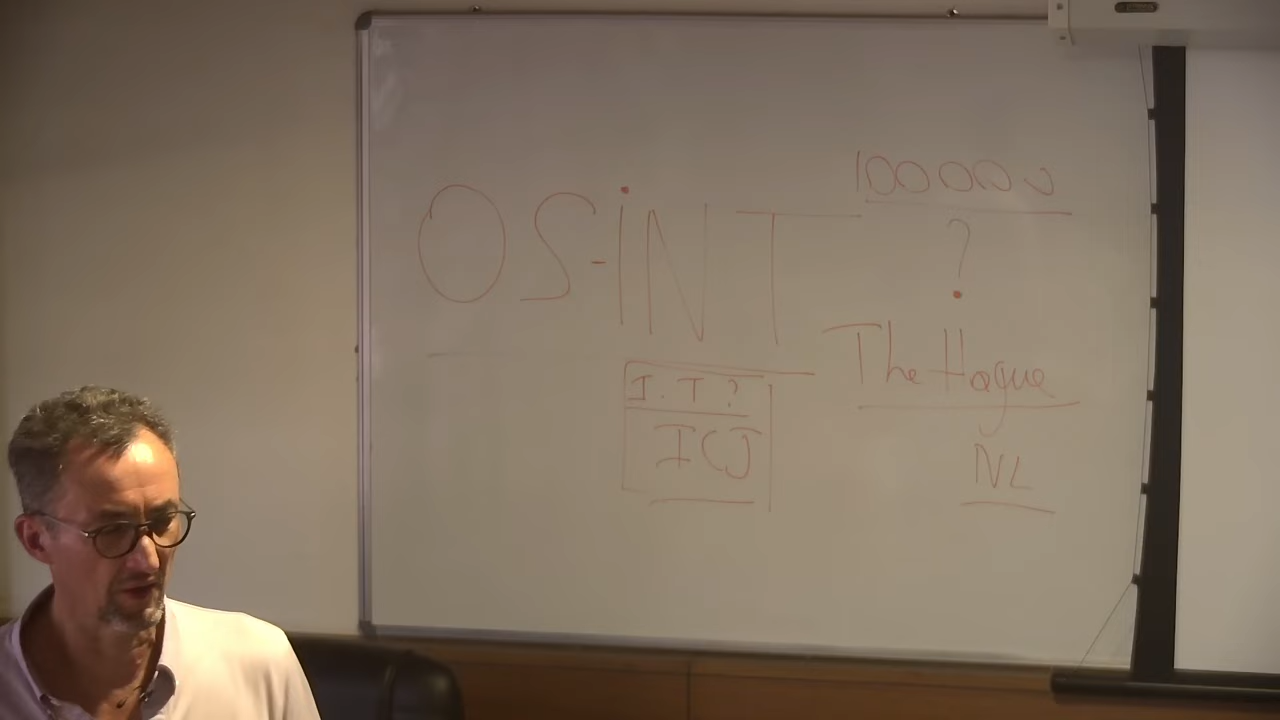 OS-iNT
100000
?
The Hague
NL
I.T?
ICJ